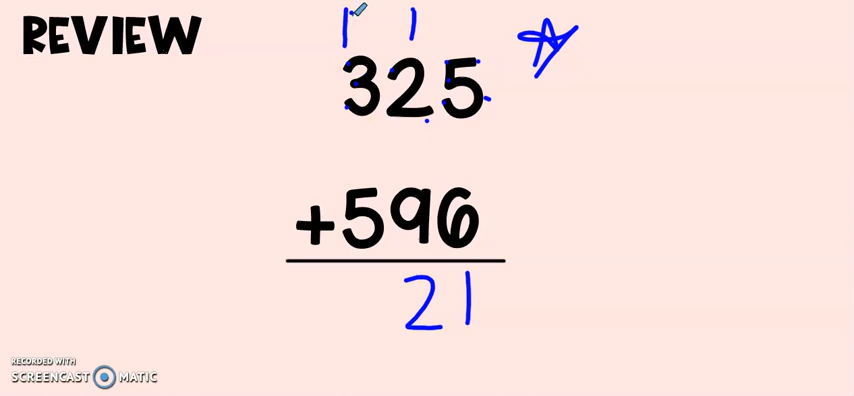 REVIEW
1 1
325
+596
21
RECORDED WITH
SCREENCAST MATIC